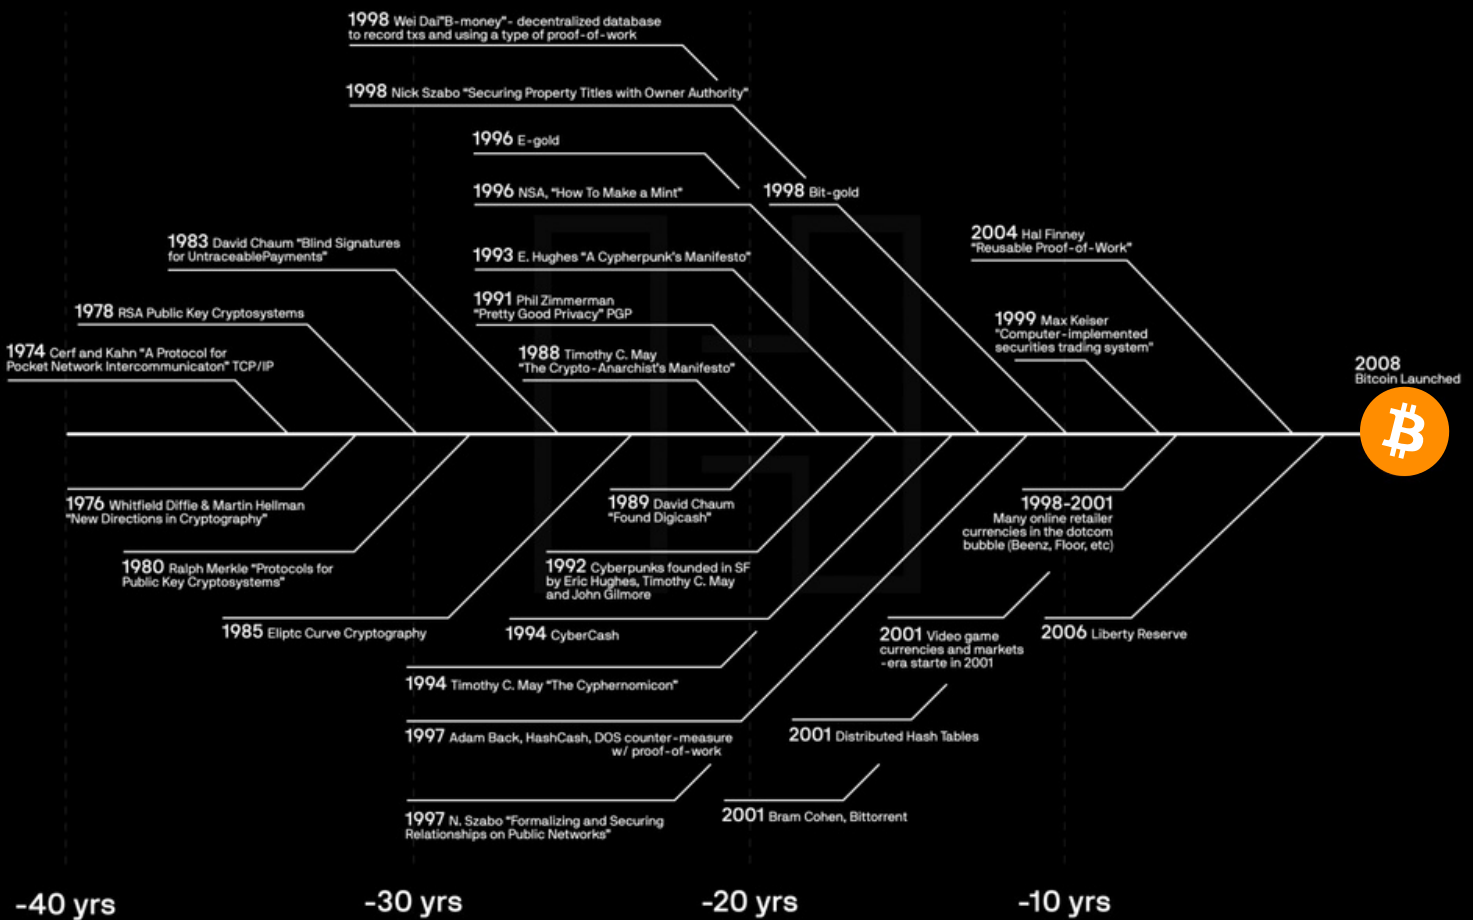 1998 Wei Dai"B-money"- decentralized database
to record txs and using a type of proof-of-work
1998 Nick Szabo "Securing Property Titles with Owner Authority"
1996 E-gold
1996 NSA, "How To Make a Mint"
1998 Bit-gold
1983 David Chaum "Blind Signatures
for UntraceablePayments"
1993 E. Hughes "A Cypherpunk's Manifesto"
2004 Hal Finney
"Reusable Proof-of-Work"
1978 RSA Public Key Cryptosystems
1991 Phil Zimmerman
"Pretty Good Privacy" PGP
1999 Max Keiser
"Computer-implemented
securities trading system"
1974 Cerf and Kahn "A Protocol for
Pocket Network Intercommunicaton" TCP/IP
1988 Timothy C. May
"The Crypto-Anarchist's Manifesto"
2008
Bitcoin Launched
1976 Whitfield Diffie & Martin Hellman
"New Directions in Cryptography"
1989 David Chaum
"Found Digicash"
1998-2001
Many online retailer
currencies in the dotcom
bubble (Beenz, Floor, etc)
1980 Ralph Merkle "Protocols for
Public Key Cryptosystems"
1992 Cyberpunks founded in SF
by Eric Hughes, Timothy C. May
and John Gilmore
1985 Eliptc Curve Cryptography
1994 CyberCash
2001 Video game
currencies and markets
-era starte in 2001
2006 Liberty Reserve
1994 Timothy C. May "The Cyphernomicon"
1997 Adam Back, HashCash, DOS counter-measure
w/ proof-of-work
2001 Distributed Hash Tables
1997 N. Szabo "Formalizing and Securing
Relationships on Public Networks"
2001 Bram Cohen, Bittorrent
-40 yrs
-30 yrs
-20 yrs
-10 yrs